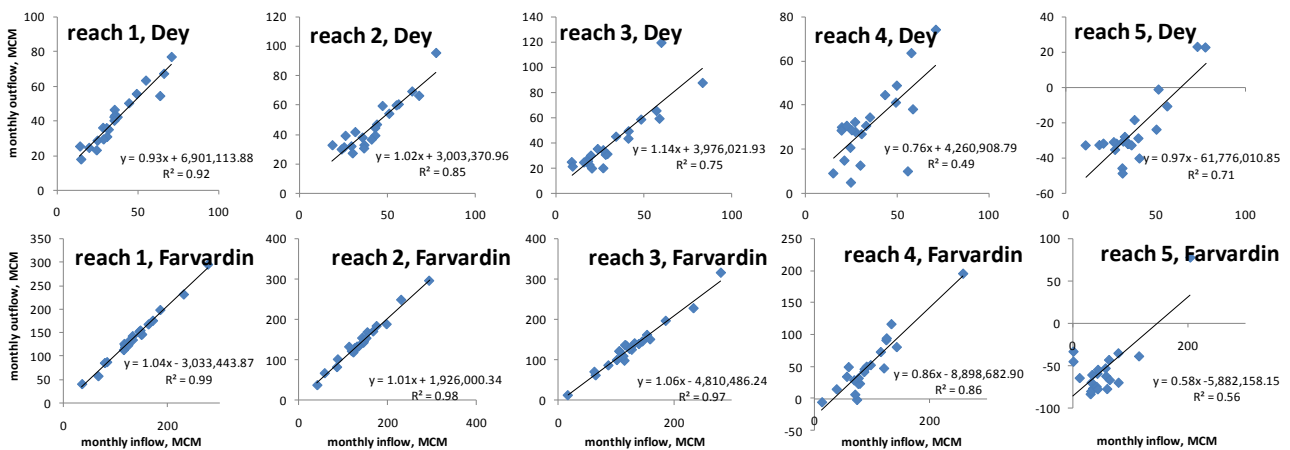 reach 1, Dey
monthly outflow, MCM
100
80
60
40
20
0
y = 0.93x + 6,901,113.88
R² = 0.92
0 50 100
reach 2, Dey
120
100
80
60
40
20
0
y = 1.02x + 3,003,370.96
R² = 0.85
0 50 100
reach 3, Dey
140
120
100
80
60
40
20
0
y = 1.14x + 3,976,021.93
R² = 0.75
0 50 100
reach 4, Dey
80
60
40
20
0
y = 0.76x + 4,260,908.79
R² = 0.49
0 50 100
reach 5, Dey
40
20
0
-20
-40
-60
y = 0.97x - 61,776,010.85
R² = 0.71
0 50 100
reach 1, Farvardin
monthly outflow, MCM
350
300
250
200
150
100
50
0
y = 1.04x - 3,033,443.87
R² = 0.99
0 100 200
monthly inflow, MCM
reach 2, Farvardin
400
300
200
100
0
y = 1.01x + 1,926,000.34
R² = 0.98
0 200 400
monthly inflow, MCM
reach 3, Farvardin
400
300
200
100
0
y = 1.06x - 4,810,486.24
R² = 0.97
0 200
monthly inflow, MCM
reach 4, Farvardin
250
200
150
100
50
0
-50
y = 0.86x - 8,898,682.90
R² = 0.86
0 200
monthly inflow, MCM
reach 5, Farvardin
100
50
0
-50
-100
0 200
y = 0.58x -5,882,158.15
R² = 0.56
monthly inflow, MCM